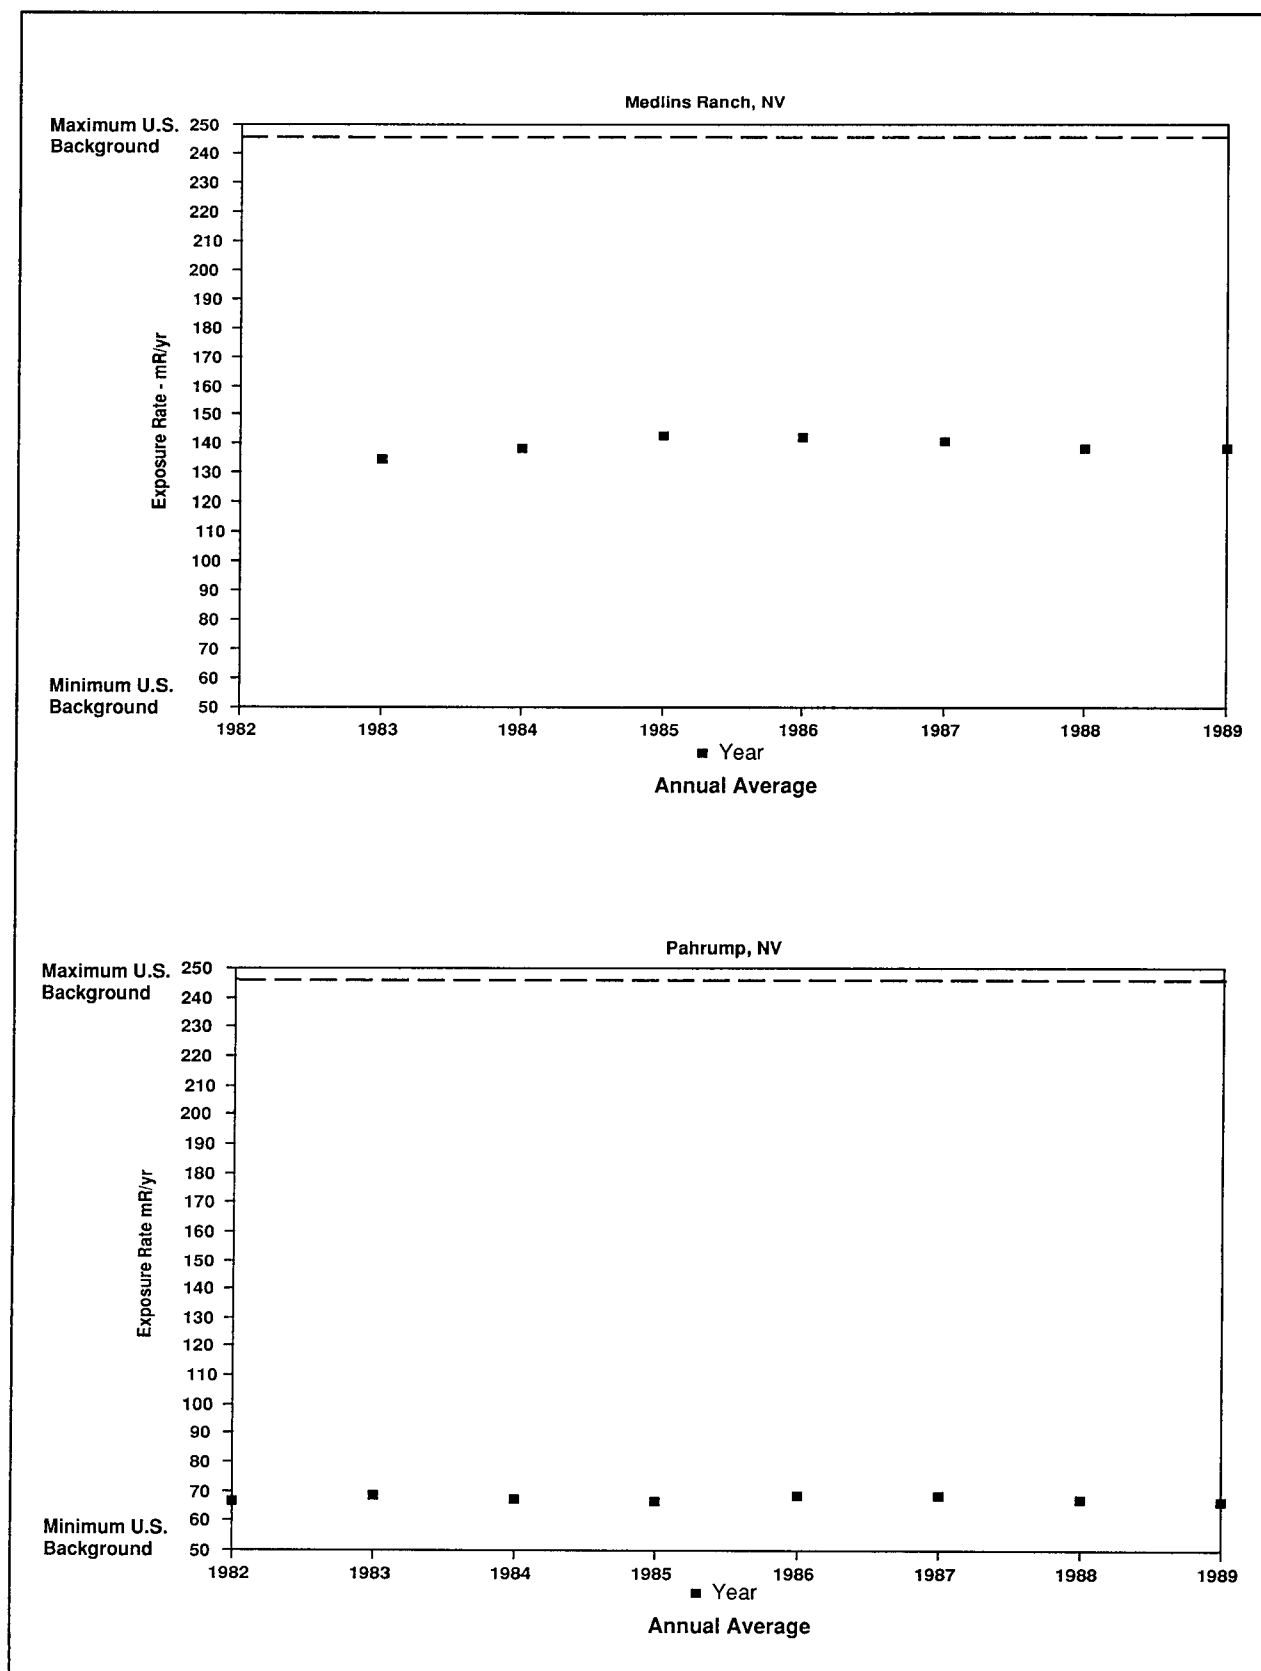 Medlins Ranch, NV
Maximum U.S.
Background
250
240
230
220
210
200
190
180
170
160
150
140
130
120
110
100
90
80
70
60
50
Exposure Rate - mR/yr
Minimum U.S.
Background
1982 1983 1984 1985 1986 1987 1988 1989
Year
Annual Average
Pahrump, NV
Maximum U.S.
Background
250
240
230
220
210
200
190
180
170
160
150
140
130
120
110
100
90
80
70
60
50
Exposure Rate mR/yr
Minimum U.S.
Background
1982 1983 1984 1985 1986 1987 1988 1989
Year
Annual Average